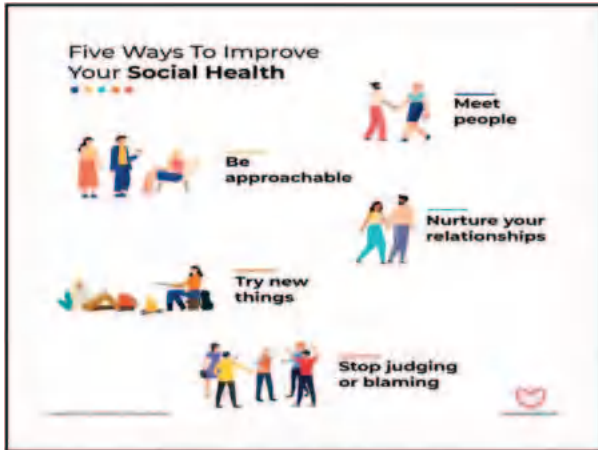 Five Ways To Improve
Your Social Health
Meet
people
Be
approachable
Nurture your
relationships
Try new
things
Stop judging
or blaming